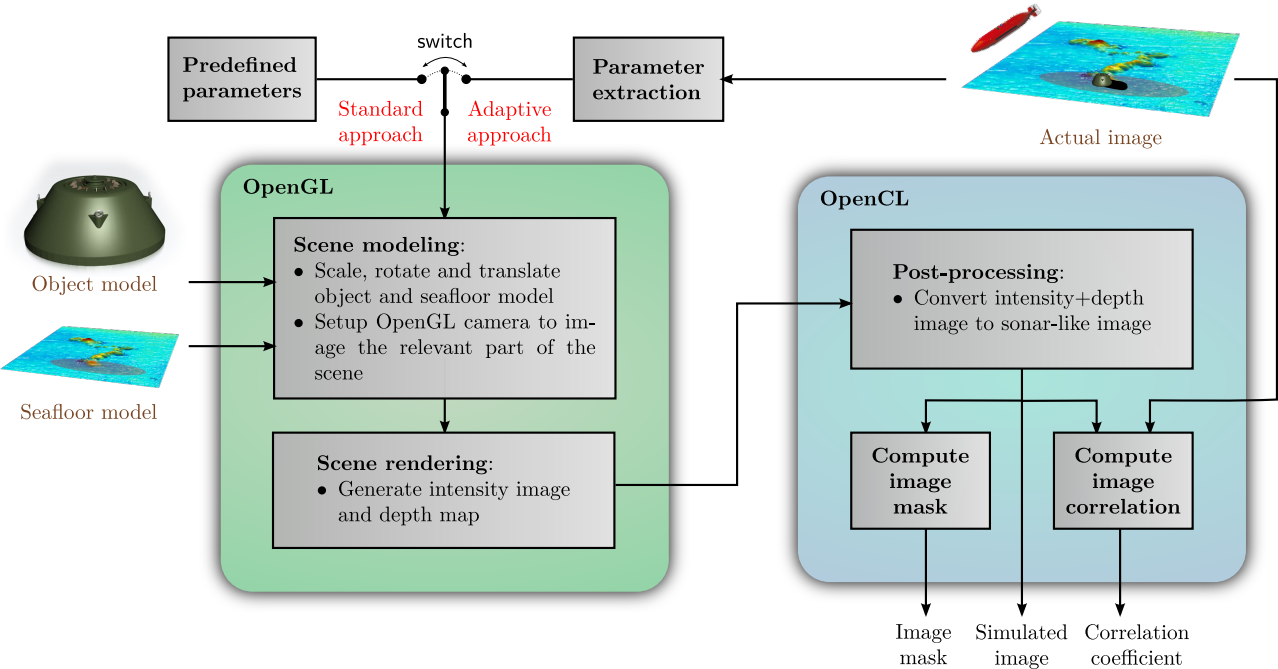 switch
Predefined
parameters
Standard
approach
Adaptive
approach
Parameter
extraction
Actual image
OpenGL
Scene modeling:
• Scale, rotate and translate
object and seafloor model
• Setup OpenGL camera to im-
age the relevant part of the
scene
Object model
Seafloor model
Scene rendering:
• Generate intensity image
and depth map
OpenCL
Post-processing:
• Convert intensity+depth
image to sonar-like image
Compute
image
mask
Compute
image
correlation
Image
mask
Simulated
image
Correlation
coefficient